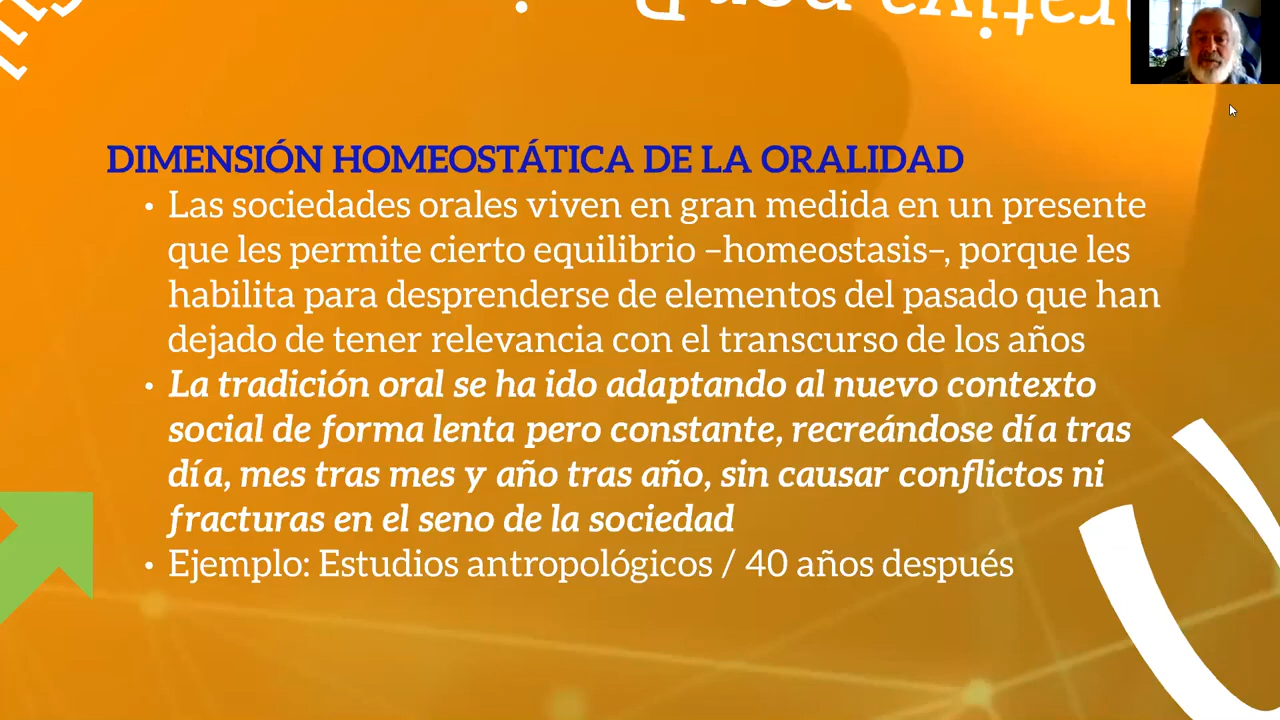 DIMENSIÓN HOMEOSTÁTICA DE LA ORALIDAD
• Las sociedades orales viven en gran medida en un presente
que les permite cierto equilibrio –homeostasis–, porque les
habilita para desprenderse de elementos del pasado que han
dejado de tener relevancia con el transcurso de los años
• La tradición oral se ha ido adaptando al nuevo contexto
social de forma lenta pero constante, recreándose día tras
día, mes tras mes y año tras año, sin causar conflictos ni
fracturas en el seno de la sociedad
• Ejemplo: Estudios antropológicos / 40 años después